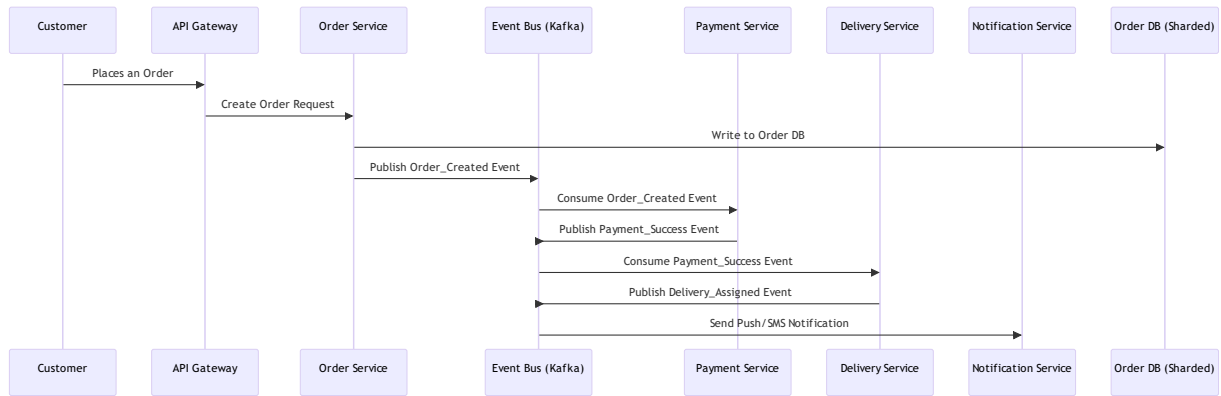 Customer
API Gateway
Order Service
Event Bus (Kafka)
Payment Service
Delivery Service
Notification Service
Order DB (Sharded)
Places an Order
Create Order Request
Write to Order DB
Publish Order_Created Event
Consume Order_Created Event
Publish Payment_Success Event
Consume Payment_Success Event
Publish Delivery_Assigned Event
Send Push/SMS Notification
Customer
API Gateway
Order Service
Event Bus (Kafka)
Payment Service
Delivery Service
Notification Service
Order DB (Sharded)